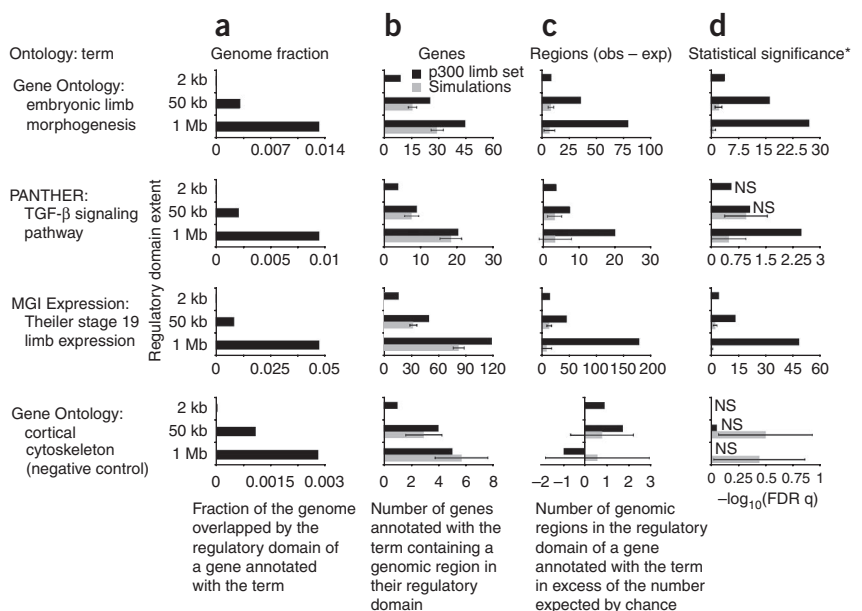 a b c d
Ontology: term Genome fraction Genes Regions (obs – exp) Statistical significance*
p300 limb set
Simulations
Regulatory domain extent
Gene Ontology:
embryonic limb
morphogenesis
2 kb
50 kb
1 Mb
0 0.007 0.014 0 15 30 45 60 0 25 50 75 100 0 7.5 15 22.5 30
PANTHER:
TGF-β signaling
pathway
2 kb NS
50 kb NS
1 Mb
0 0.005 0.01 0 10 20 30 0 10 20 30 0 0.75 1.5 2.25 3
MGI Expression:
Theiler stage 19
limb expression
2 kb
50 kb
1 Mb
0 0.025 0.05 0 30 60 90 120 0 50 100 150 200 0 15 30 45 60
Gene Ontology:
cortical
cytoskeleton
(negative control)
2 kb NS
50 kb NS
1 Mb NS
0 0.0015 0.003 0 2 4 6 8 –2 –1 0 1 2 3 0 0.25 0.5 0.75 1
–log10(FDR q)
Fraction of the genome
overlapped by the
regulatory domain of
a gene annotated
with the term
Number of genes
annotated with the
term containing a
genomic region in
their regulatory
domain
Number of genomic
regions in the regulatory
domain of a gene
annotated with the term
in excess of the number
expected by chance